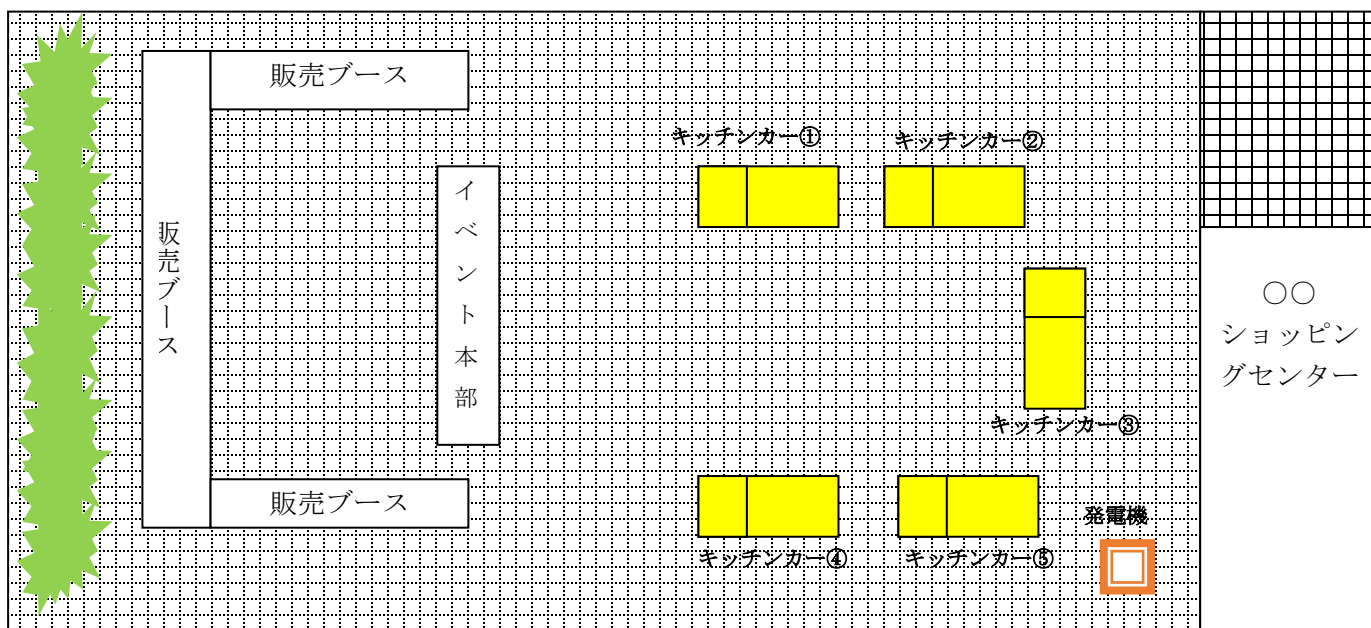 販売ブース
キッチンカー①
キッチンカー②
販売ブース
イベント本部
○○
ショッピン
グセンター
キッチンカー③
販売ブース
発電機
キッチンカー④
キッチンカー⑤